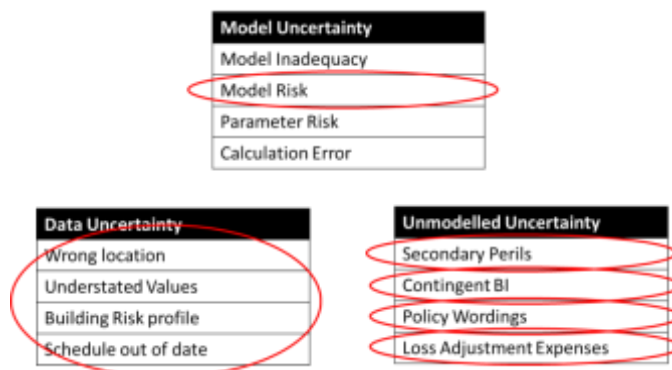 Model Uncertainty
Model Inadequacy
Model Risk
Parameter Risk
Calculation Error
Data Uncertainty
Wrong location
Understated Values
Building Risk profile
Schedule out of date
Unmodelled Uncertainty
Secondary Perils
Contingent BI
Policy Wordings
Loss Adjustment Expenses